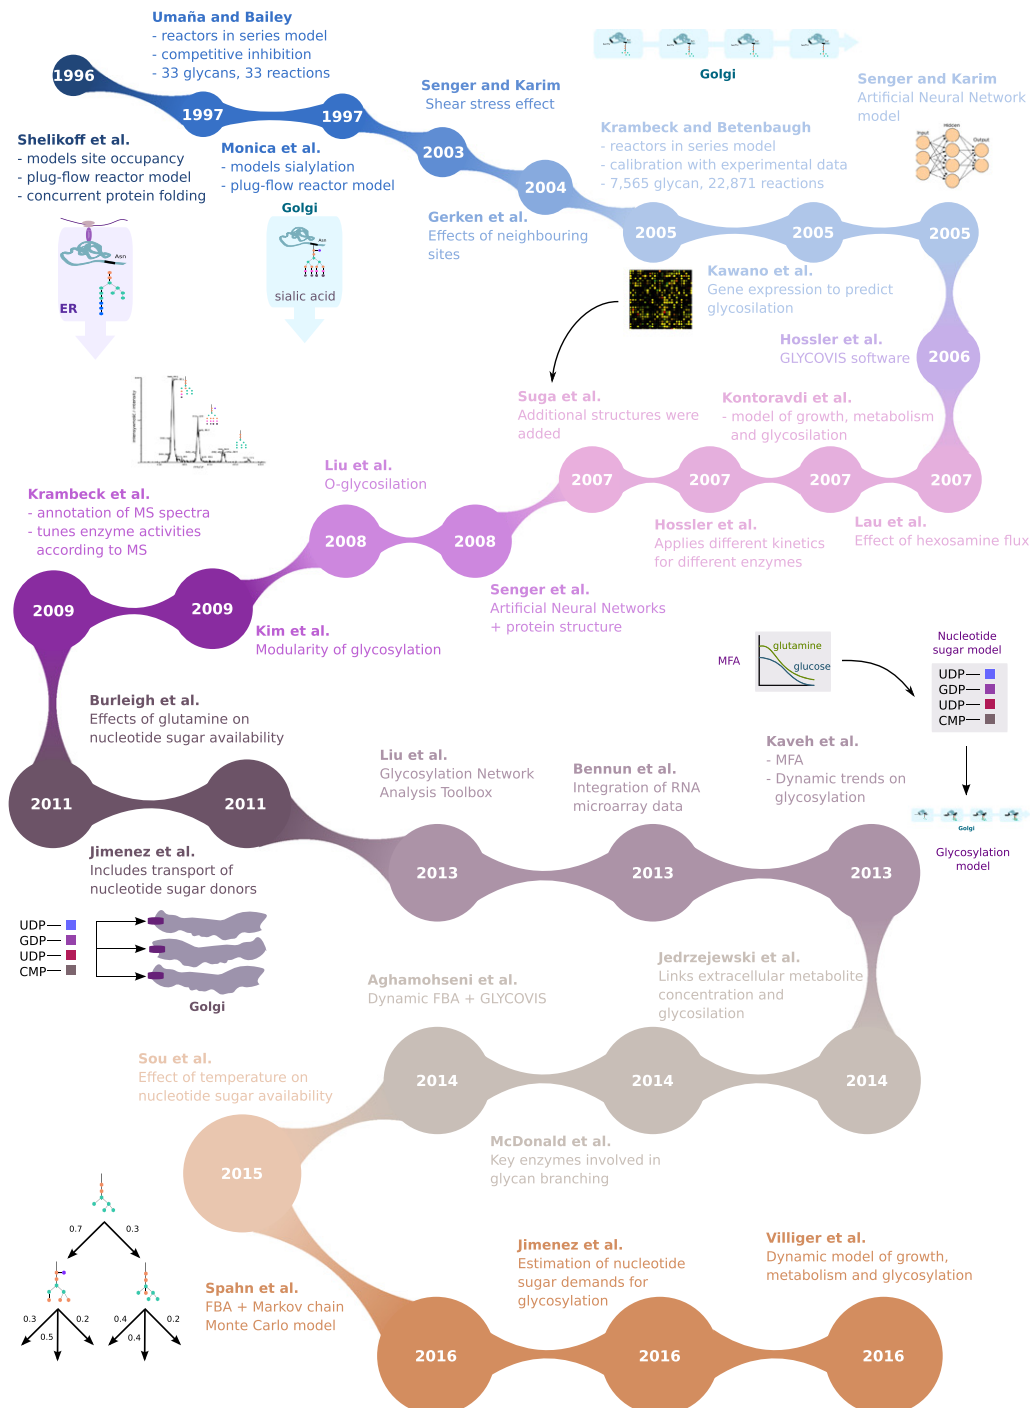 Umaña and Bailey
- reactors in series model
- competitive inhibition
- 33 glycans, 33 reactions
1996
1997
1997
Shelikoff et al.
- models site occupancy
- plug-flow reactor model
- concurrent protein folding
Monica et al.
- models sialylation
- plug-flow reactor model
Asn
ER
Golgi
Asn
sialic acid
Senger and Karim
Shear stress effect
2003
2004
Gerken et al.
Effects of neighbouring
sites
Golgi
Krambeck and Betenbaugh
- reactors in series model
- calibration with experimental data
- 7,565 glycan, 22,871 reactions
Senger and Karim
Artificial Neural Network
model
Input
Hidden
Output
2005
2005
2005
Kawano et al.
Gene expression to predict
glycosilation
Hossler et al.
GLYCOVIS software
2006
Suga et al.
Additional structures were
added
Kontoravdi et al.
- model of growth, metabolism
and glycosilation
2007
2007
2007
2007
Hossler et al.
Applies different kinetics
for different enzymes
Lau et al.
Effect of hexosamine flux
Liu et al.
O-glycosilation
2008
2008
Senger et al.
Artificial Neural Networks
+ protein structure
Krambeck et al.
- annotation of MS spectra
- tunes enzyme activities
according to MS
2009
2009
Kim et al.
Modularity of glycosylation
Burleigh et al.
Effects of glutamine on
nucleotide sugar availability
2011
2011
Jimenez et al.
Includes transport of
nucleotide sugar donors
UDP
GDP
UDP
CMP
Golgi
Liu et al.
Glycosylation Network
Analysis Toolbox
Bennun et al.
Integration of RNA
microarray data
Kaveh et al.
- MFA
- Dynamic trends on
glycosylation
MFA
glutamine
glucose
Nucleotide
sugar model
UDP
GDP
UDP
CMP
Golgi
Glycosylation
model
2013
2013
2013
Aghamohseni et al.
Dynamic FBA + GLYCOVIS
Jedrzejewski et al.
Links extracellular metabolite
concentration and
glycosilation
2014
2014
2014
McDonald et al.
Key enzymes involved in
glycan branching
Sou et al.
Effect of temperature on
nucleotide sugar availability
2015
0.7
0.3
0.3
0.5
0.2
0.4
0.4
0.2
Spahn et al.
FBA + Markov chain
Monte Carlo model
Jimenez et al.
Estimation of nucleotide
sugar demands for
glycosylation
Villiger et al.
Dynamic model of growth,
metabolism and glycosylation
2016
2016
2016